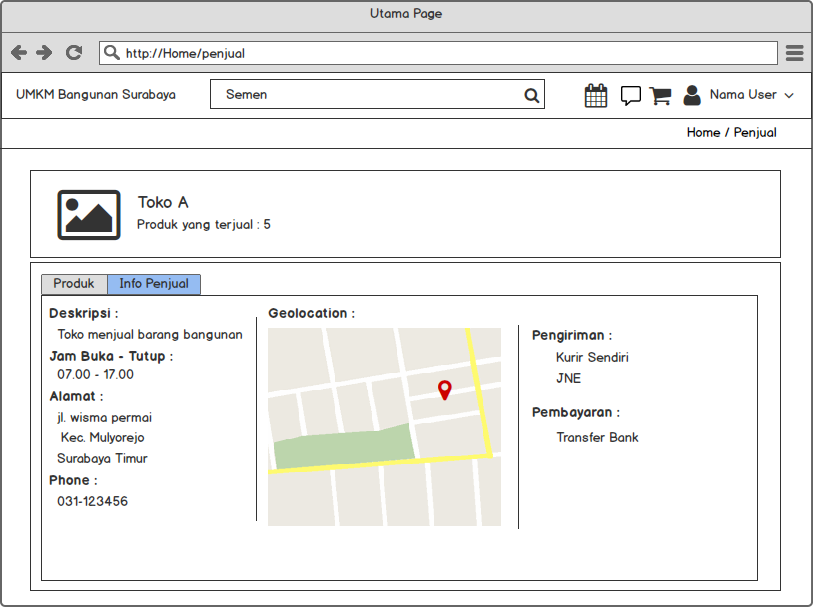 Utama Page
http://Home/penjual
UMKM Bangunan Surabaya
Semen
Nama User
Home / Penjual
Toko A
Produk yang terjual : 5
Produk
Info Penjual
Deskripsi :
Toko menjual barang bangunan
Jam Buka - Tutup :
07.00 - 17.00
Alamat :
jl. wisma permai
Kec. Mulyorejo
Surabaya Timur
Phone :
031-123456
Geolocation :
Pengiriman :
Kurir Sendiri
JNE
Pembayaran :
Transfer Bank